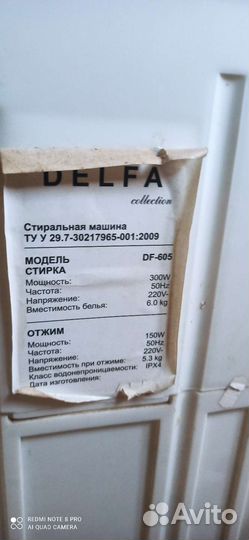 DELFA
collection
Стиральная машина
ТУ У 29.7-30217965-001:2009
МОДЕЛЬ DF-605
СТИРКА
Мощность: 300W
Частота: 50Hz
Напряжение: 220V~
Вместимость белья: 6.0 kg
ОТЖИМ
Мощность: 150W
Частота: 50Hz
Напряжение: 220V~
Вместимость при отжиме: 5.3 kg
Класс водонепроницаемости: IPX4
Дата изготовления:
REDMI NOTE 8 PRO
AI QUAD CAMERA
Avito